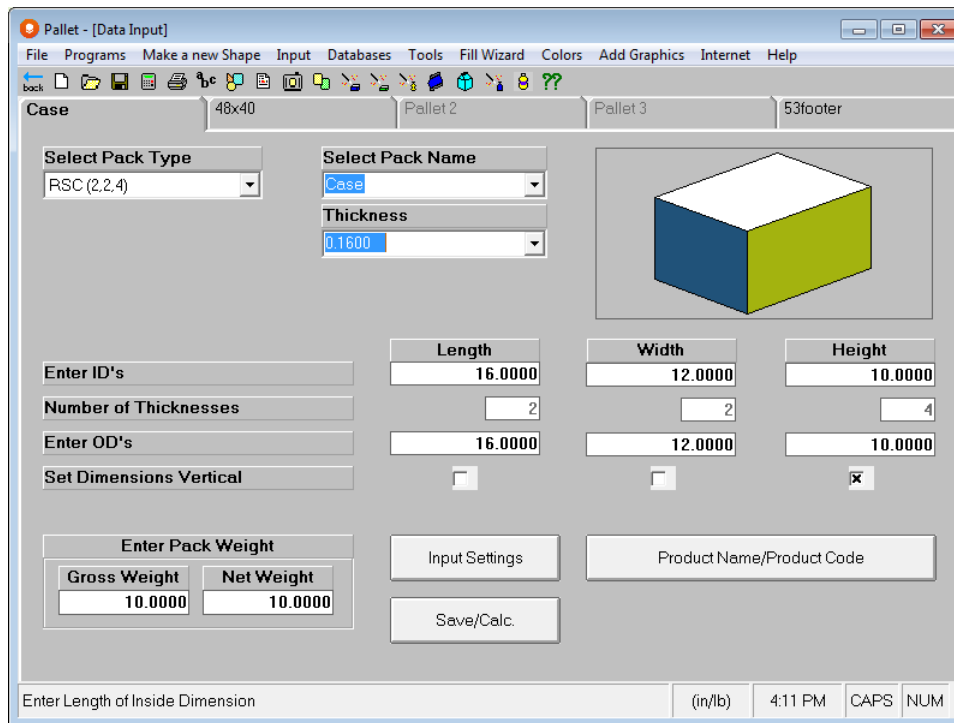 Pallet - [Data Input]
File Programs Make a new Shape Input Databases Tools Fill Wizard Colors Add Graphics Internet Help
back abc ??
Case 48x40 Pallet 2 Pallet 3 53footer
Select Pack Type Select Pack Name
RSC (2,2,4) Case
Thickness
0.1600
Length Width Height
Enter ID's 16.0000 12.0000 10.0000
Number of Thicknesses 2 2 4
Enter OD's 16.0000 12.0000 10.0000
Set Dimensions Vertical
Enter Pack Weight Input Settings Product Name/Product Code
Gross Weight Net Weight
10.0000 10.0000
Save/Calc.
Enter Length of Inside Dimension (in/lb) 4:11 PM CAPS NUM